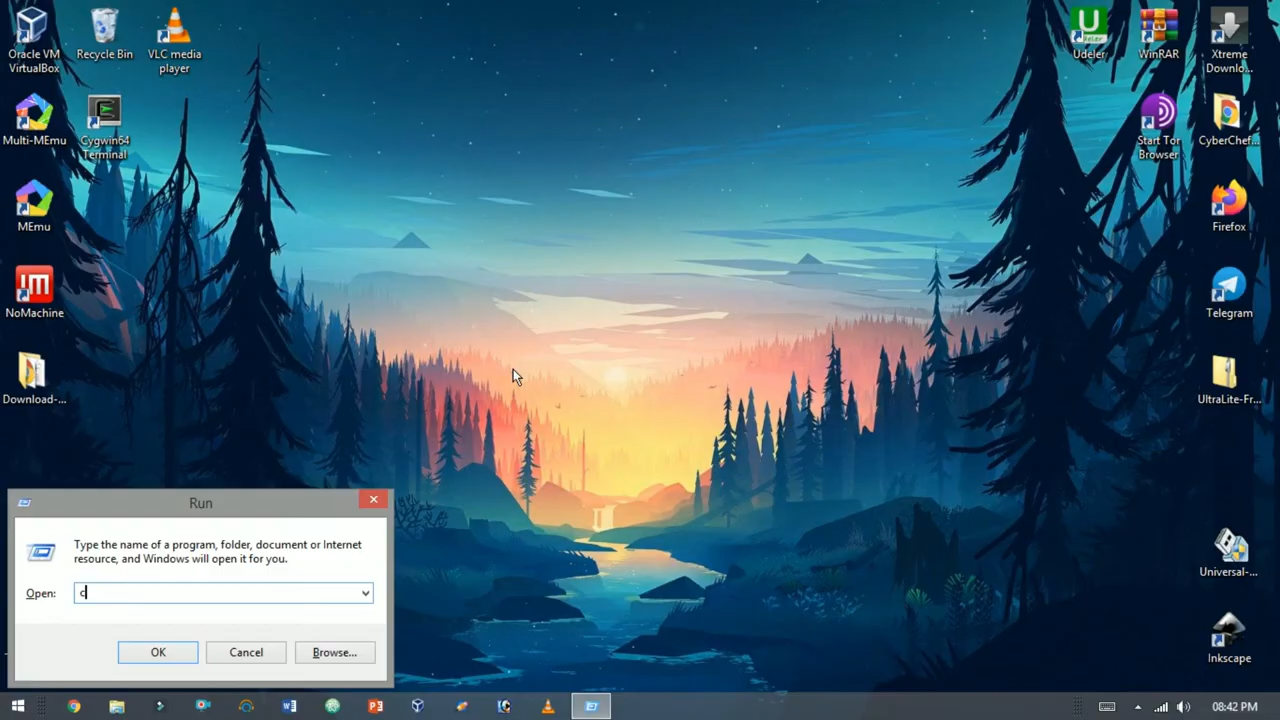 Oracle VM
VirtualBox
Recycle Bin
VLC media
player
Udeler
WinRAR
Xtreme
Downlo...
Multi-MEmu
Cygwin64
Terminal
Start Tor
Browser
CyberChef...
MEmu
Firefox
NoMachine
Telegram
Download-...
UltraLite-Fr...
Run
Type the name of a program, folder, document or Internet
resource, and Windows will open it for you.
Open:
c
OK
Cancel
Browse...
Universal-...
Inkscape
08:42 PM